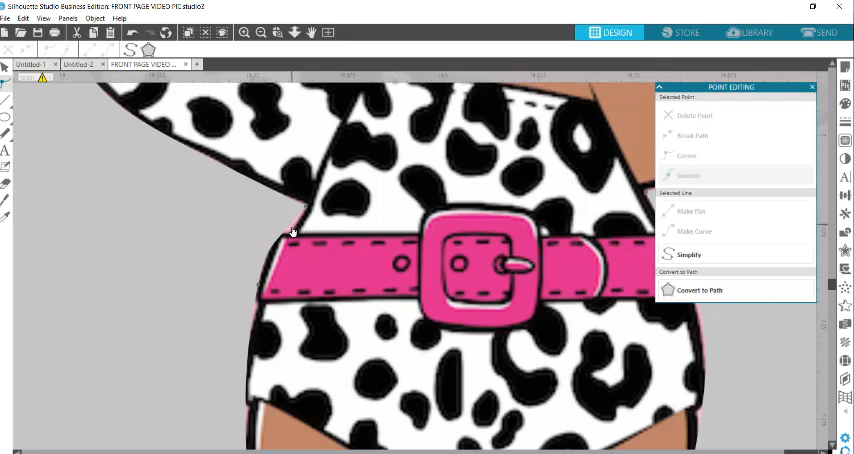 Silhouette Studio Business Edition: FRONT PAGE VIDEO PIC.studio3
File Edit View Panels Object Help
DESIGN STORE LIBRARY SEND
Untitled-1 Untitled-2 FRONT PAGE VIDEO ...
POINT EDITING
Selected Point
Delete Point
Break Path
Corner
Smooth
Selected Line
Make Flat
Make Curve
Simplify
Convert to Path
Convert to Path